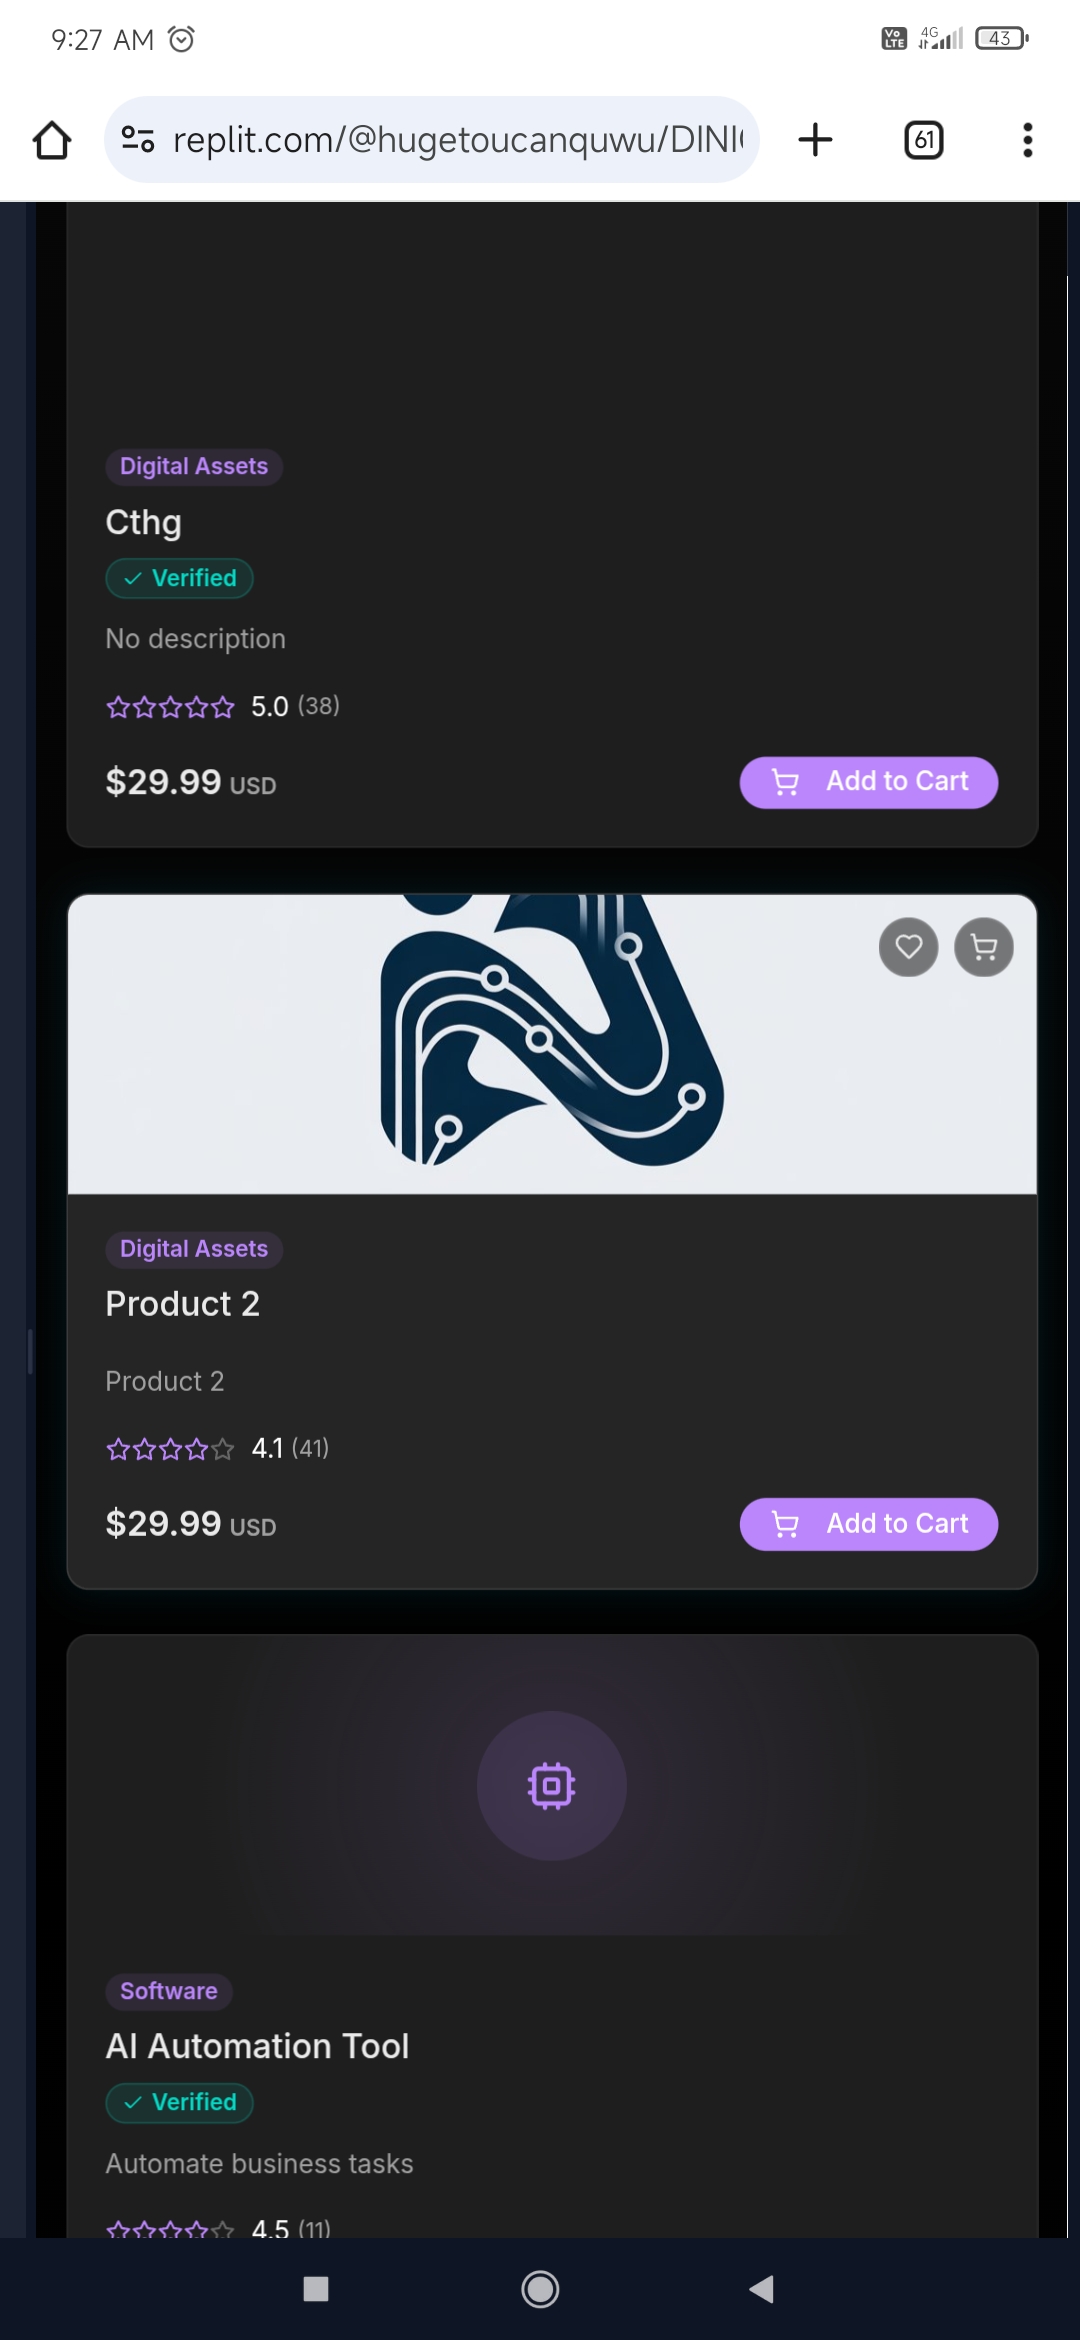 9:27 AM
Vo LTE 4G 43
replit.com/@hugetoucanquwu/DINI
61
Digital Assets
Cthg
Verified
No description
5.0 (38)
$29.99 USD
Add to Cart
Digital Assets
Product 2
Product 2
4.1 (41)
$29.99 USD
Add to Cart
Software
AI Automation Tool
Verified
Automate business tasks
4.5 (11)